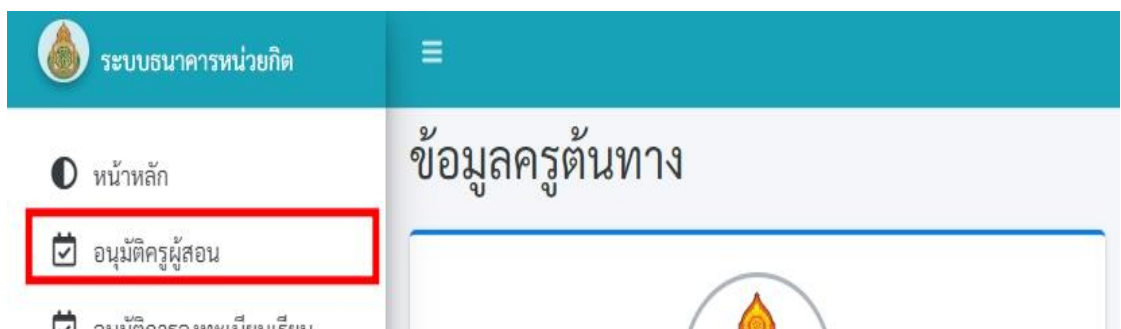 ระบบธนาคารหน่วยกิต
ข้อมูลครูต้นทาง
หน้าหลัก
อนุมัติครูผู้สอน